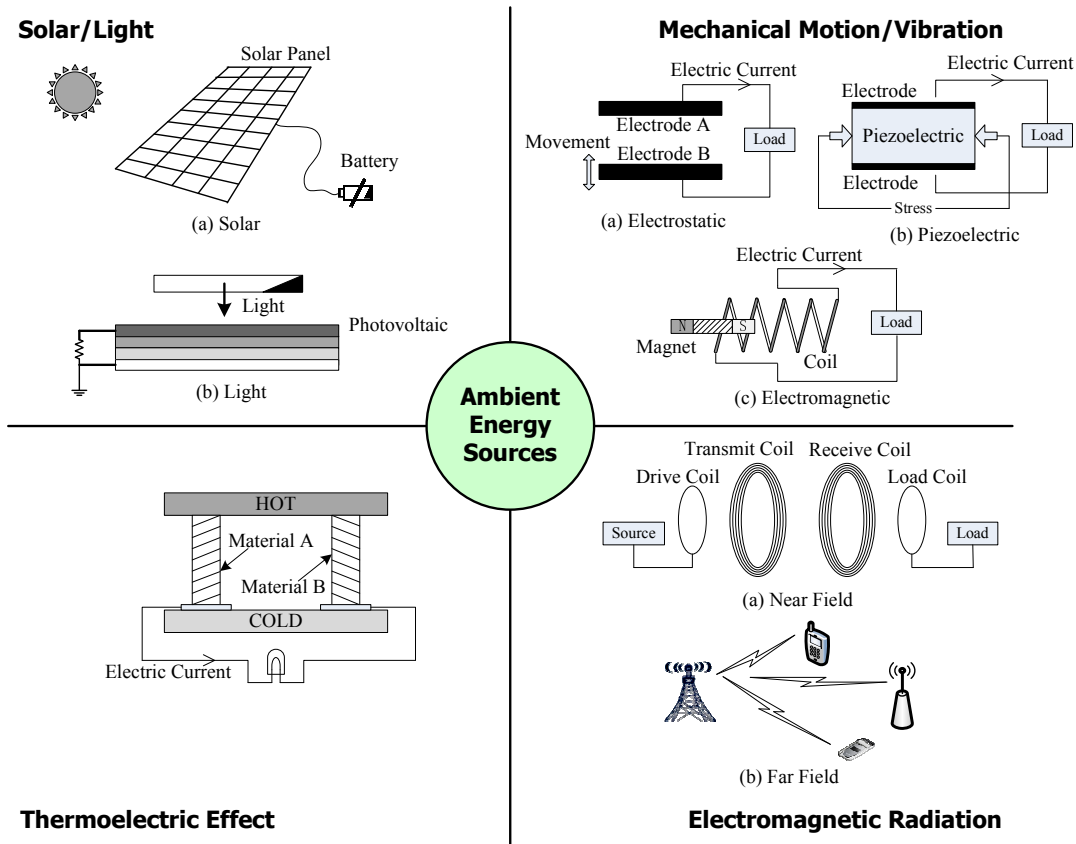 Solar/Light
Solar Panel
Battery
(a) Solar
Light
Photovoltaic
(b) Light
Mechanical Motion/Vibration
Electric Current
Electrode A
Movement
Electrode B
Load
(a) Electrostatic
Electric Current
Electrode
Piezoelectric
Load
Electrode
Stress
(b) Piezoelectric
Electric Current
N
S
Load
Magnet
Coil
(c) Electromagnetic
Ambient
Energy
Sources
HOT
Material A
Material B
COLD
Electric Current
Thermoelectric Effect
Transmit Coil
Receive Coil
Drive Coil
Load Coil
Source
Load
(a) Near Field
(b) Far Field
Electromagnetic Radiation